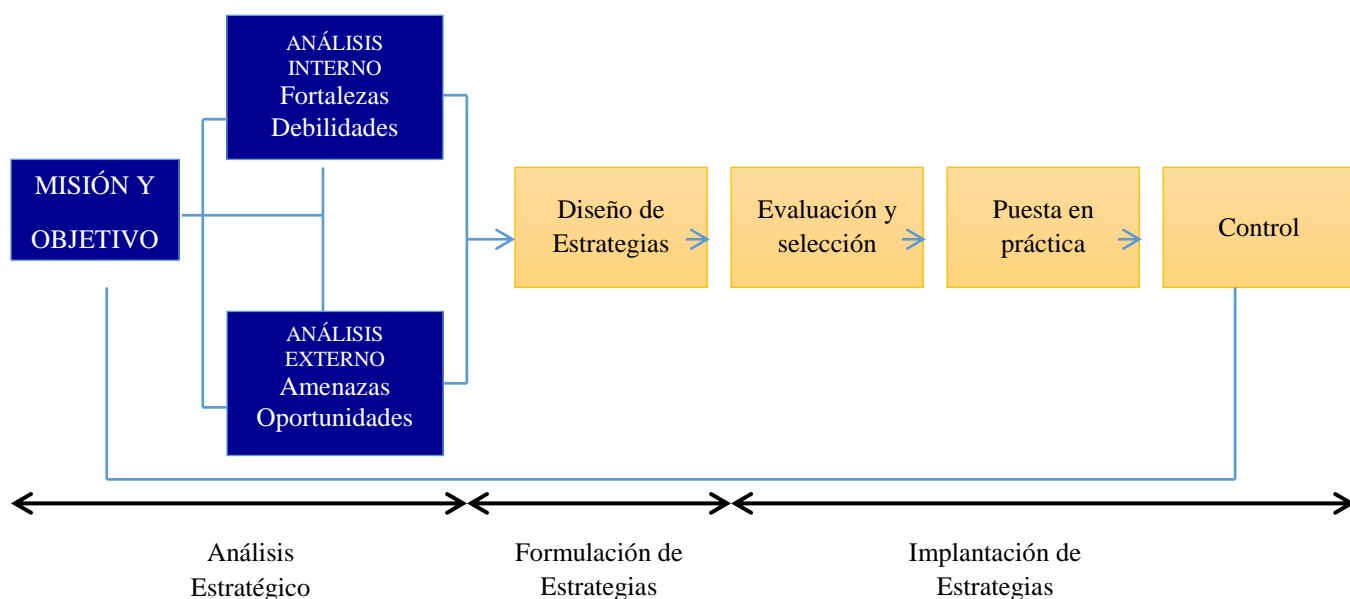 MISIÓN Y
OBJETIVO
ANÁLISIS
INTERNO
Fortalezas
Debilidades
ANÁLISIS
EXTERNO
Amenazas
Oportunidades
Diseño de
Estrategias
Evaluación y
selección
Puesta en
práctica
Control
Análisis
Estratégico
Formulación de
Estrategias
Implantación de
Estrategias